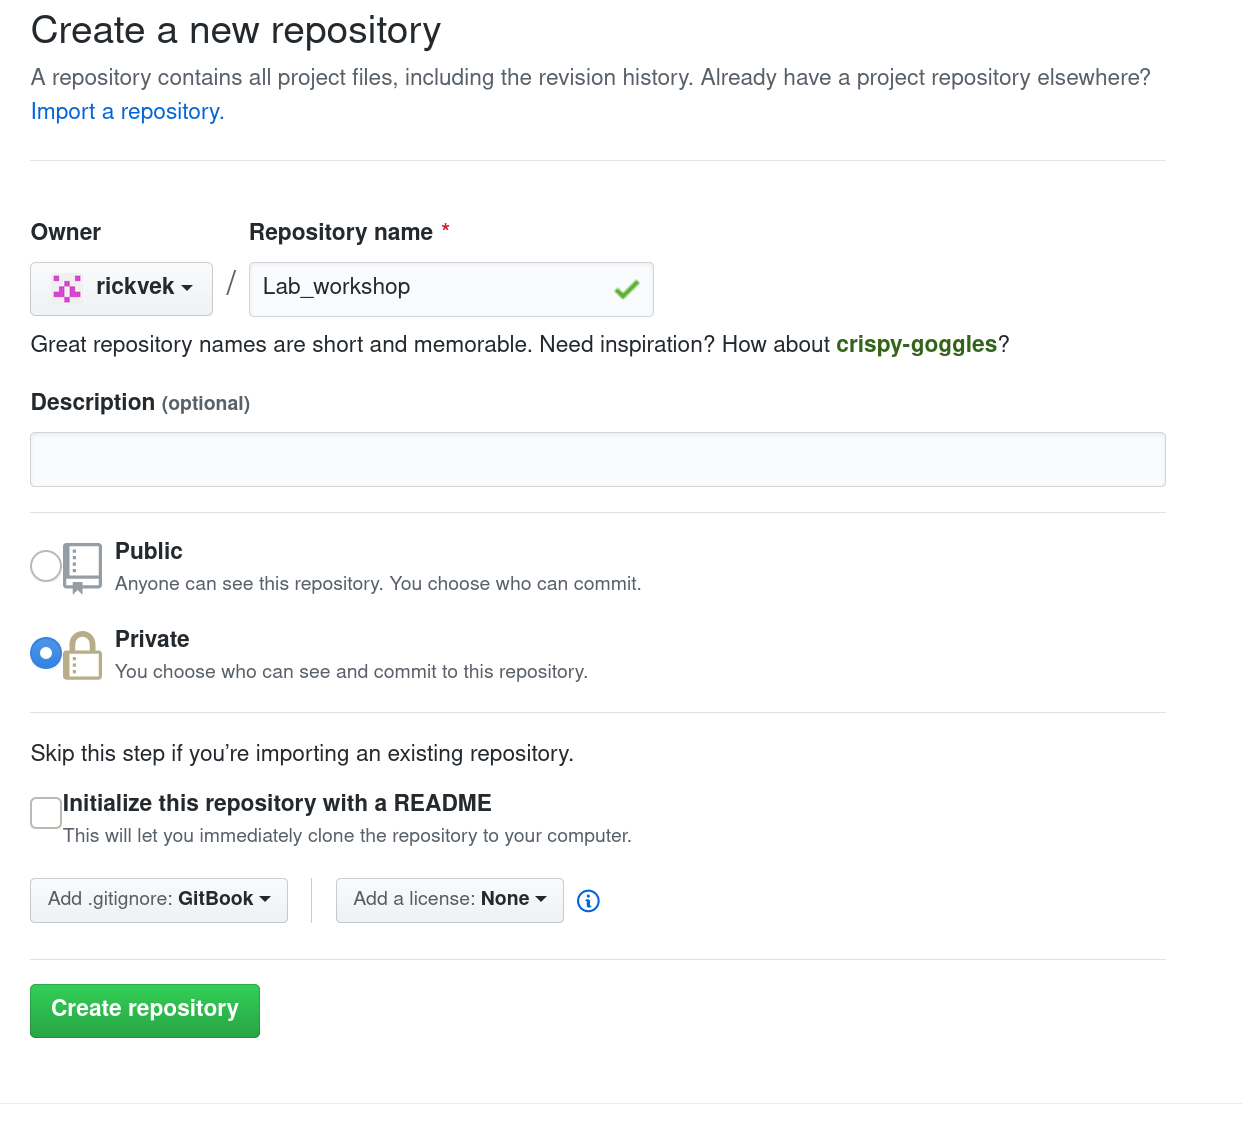 Create a new repository
A repository contains all project files, including the revision history. Already have a project repository elsewhere?
Import a repository.
Owner Repository name *
rickvek / Lab_workshop
Great repository names are short and memorable. Need inspiration? How about crispy-goggles?
Description (optional)
Public
Anyone can see this repository. You choose who can commit.
Private
You choose who can see and commit to this repository.
Skip this step if you’re importing an existing repository.
Initialize this repository with a README
This will let you immediately clone the repository to your computer.
Add .gitignore: GitBook Add a license: None
Create repository